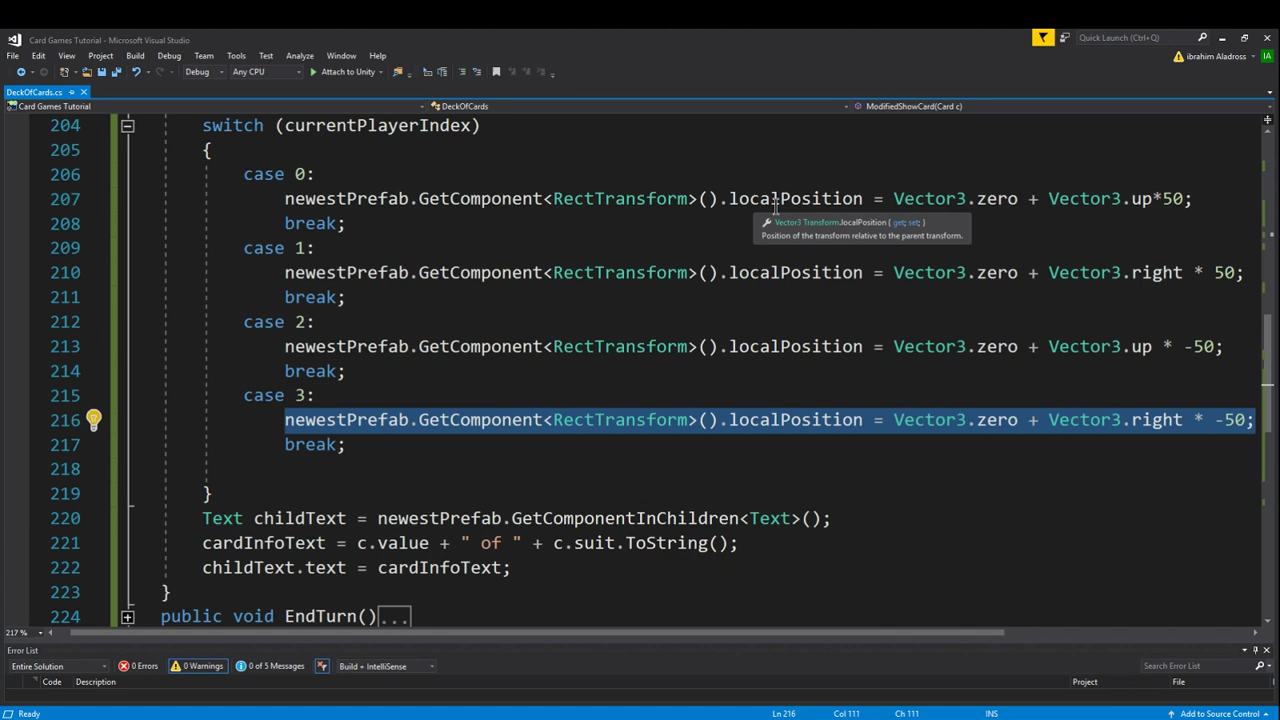 Card Games Tutorial - Microsoft Visual Studio
Quick Launch (Ctrl+Q)
File Edit View Project Build Debug Team Tools Test Analyze Window Help
ibrahim Aladross IA
Debug Any CPU Attach to Unity
DeckOfCards.cs
Card Games Tutorial DeckOfCards ModifiedShowCard(Card c)
204 switch (currentPlayerIndex)
205 {
206 case 0:
207 newestPrefab.GetComponent<RectTransform>().localPosition = Vector3.zero + Vector3.up*50;
208 break;
Vector3 Transform.localPosition { get; set; }
Position of the transform relative to the parent transform.
209 case 1:
210 newestPrefab.GetComponent<RectTransform>().localPosition = Vector3.zero + Vector3.right * 50;
211 break;
212 case 2:
213 newestPrefab.GetComponent<RectTransform>().localPosition = Vector3.zero + Vector3.up * -50;
214 break;
215 case 3:
216 newestPrefab.GetComponent<RectTransform>().localPosition = Vector3.zero + Vector3.right * -50;
217 break;
218
219 }
220 Text childText = newestPrefab.GetComponentInChildren<Text>();
221 cardInfoText = c.value + " of " + c.suit.ToString();
222 childText.text = cardInfoText;
223 }
224 public void EndTurn()...
217 %
Error List
Entire Solution 0 Errors 0 Warnings 0 of 5 Messages Build + IntelliSense Search Error List
Code Description Project File
Ready Ln 216 Col 111 Ch 111 INS Add to Source Control